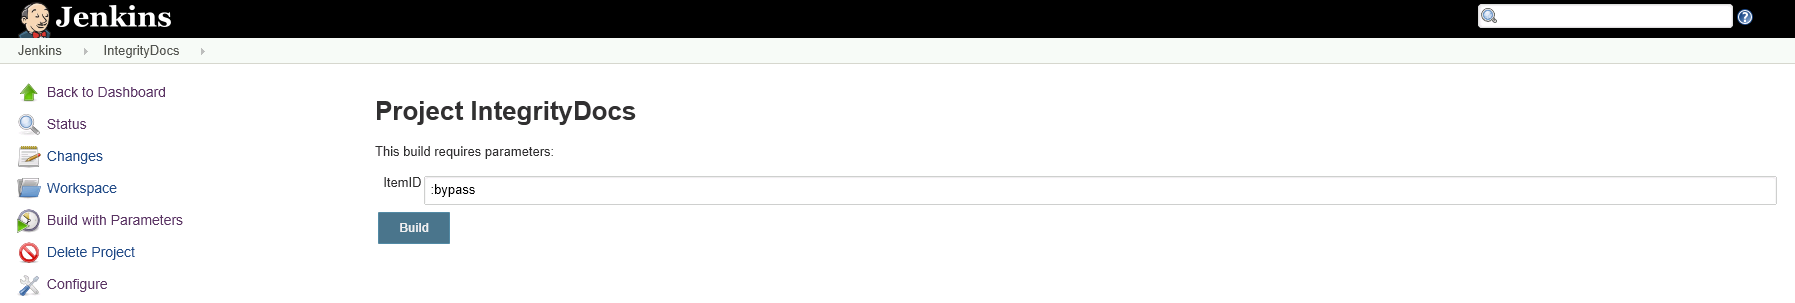 Jenkins
Jenkins IntegrityDocs
Back to Dashboard
Status
Changes
Workspace
Build with Parameters
Delete Project
Configure
Project IntegrityDocs
This build requires parameters:
ItemID :bypass
Build